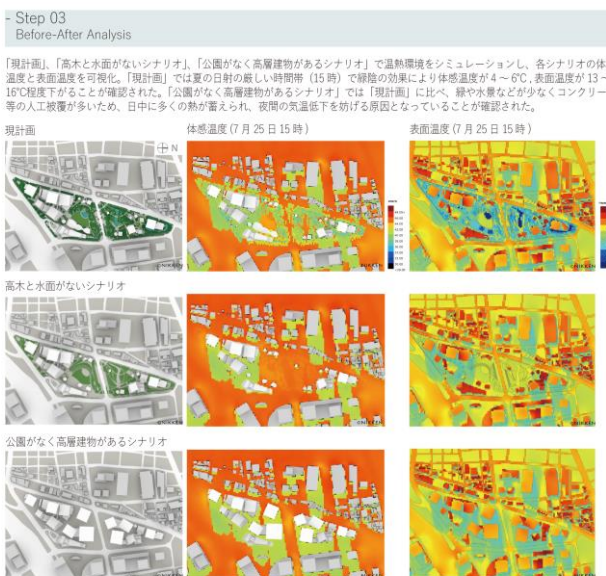 - Step 03
Before-After Analysis
「現計画」、「高木と水面がないシナリオ」、「公園がなく高層建物があるシナリオ」で温熱環境をシミュレーションし、各シナリオの体
温度と表面温度を可視化。「現計画」では夏の日射の厳しい時間帯（15 時）で緑陰の効果により体感温度が 4 ~ 6℃ , 表面温度が 13 ~
16℃程度下がることが確認された。「公園がなく高層建物があるシナリオ」では「現計画」に比べ、緑や水景などが少なくコンクリー
等の人工被覆が多いため、日中に多くの熱が蓄えられ、夜間の気温低下を妨げる原因となっていることが確認された。
現計画
体感温度 (7 月 25 日 15 時 )
表面温度 (7 月 25 日 15 時 )
N
©NIKKEN
©NIKKEN
©NIKKEN
高木と水面がないシナリオ
©NIKKEN
©NIKKEN
©NIKKEN
公園がなく高層建物があるシナリオ